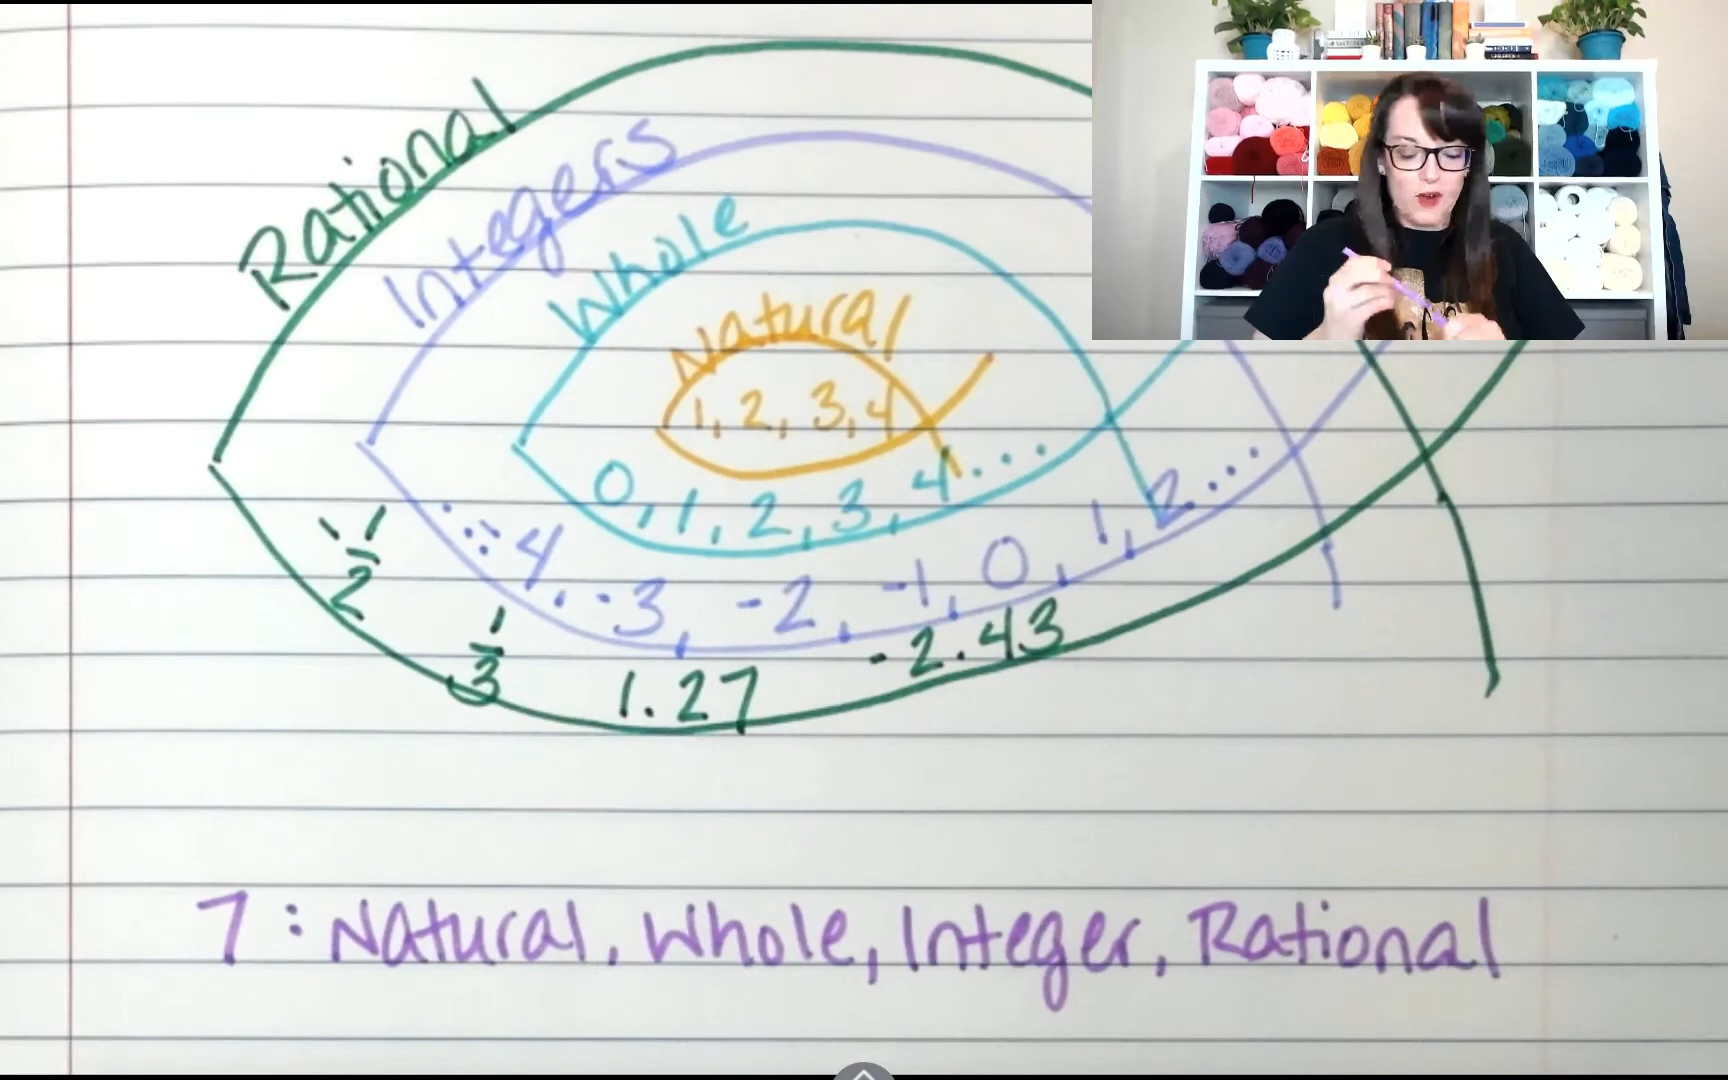 Rational
Integers
Whole
Natural
1, 2, 3, 4
0, 1, 2, 3, 4...
...-4, -3, -2, -1, 0, 1, 2...
-1/2
1/3
1.27
-2.43
7: Natural, Whole, Integer, Rational